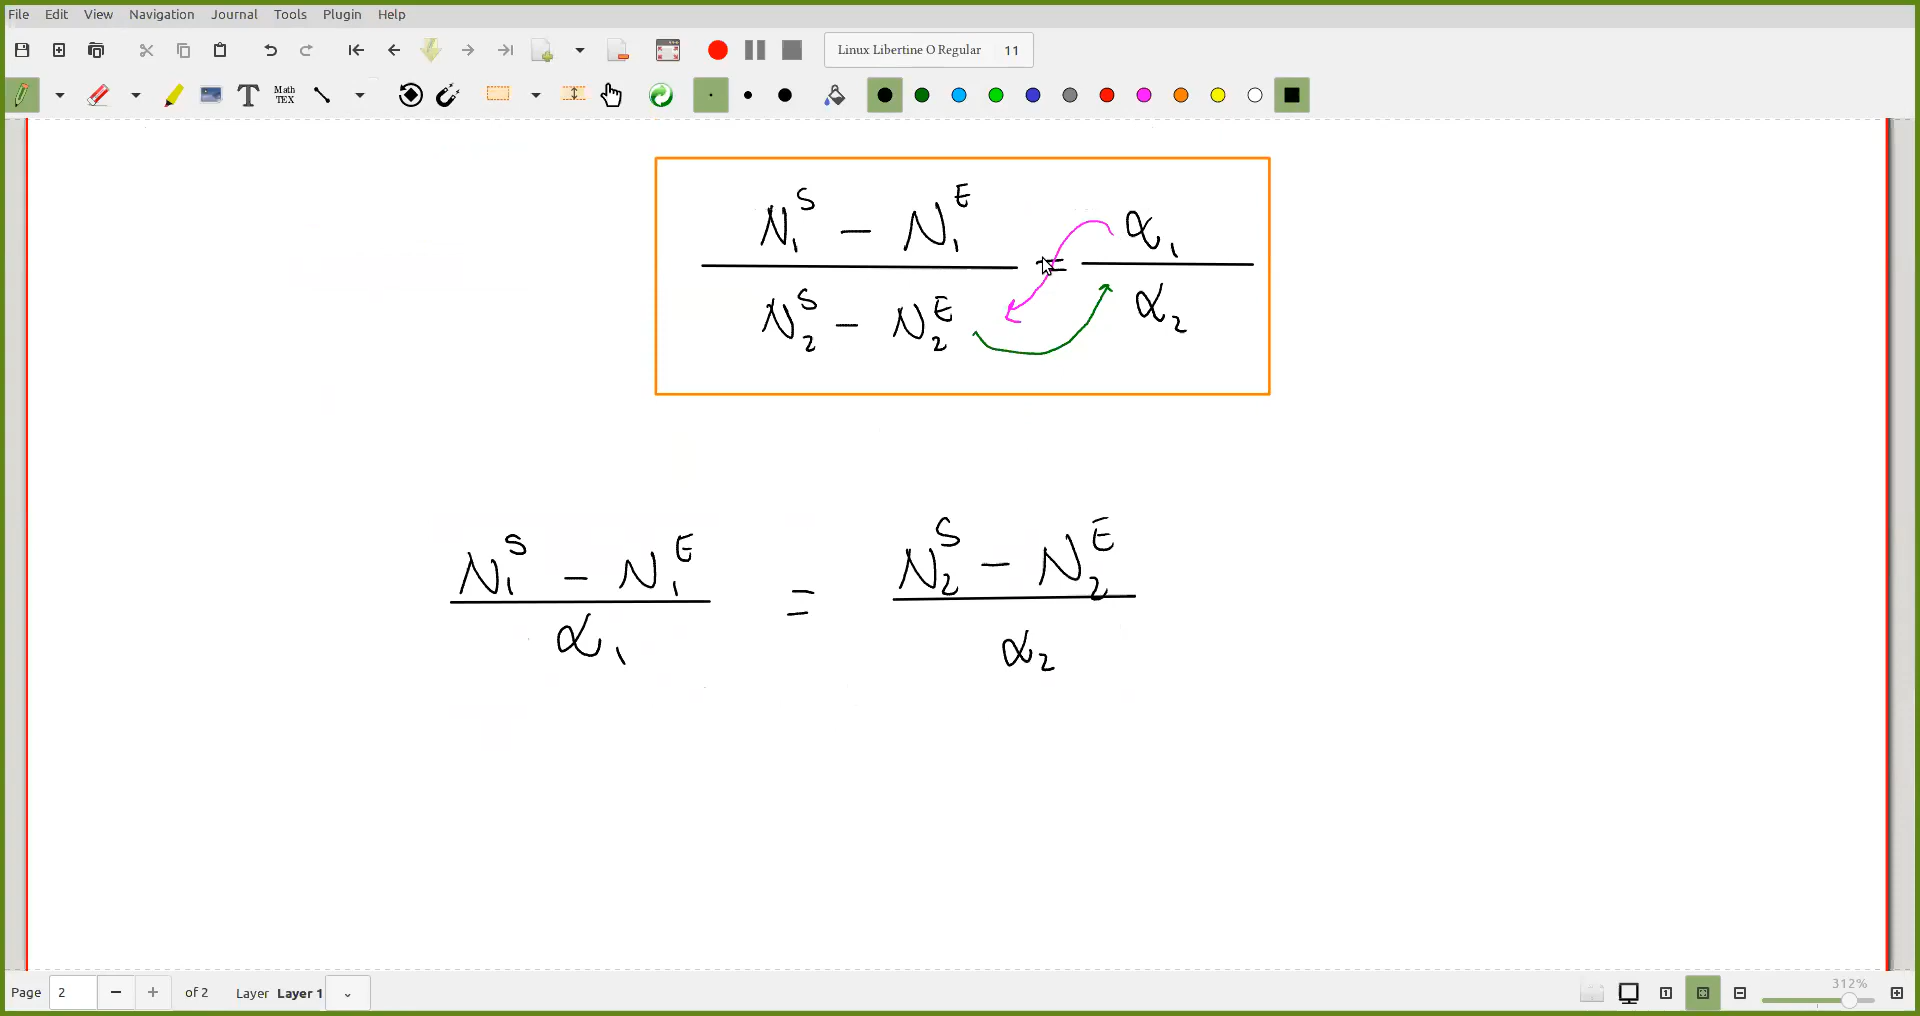 File Edit View Navigation Journal Tools Plugin Help
Linux Libertine O Regular 11
T Math TEX
N₁^S − N₁^E = α₁
N₂^S − N₂^E α₂
N₁^S − N₁^E = N₂^S − N₂^E
α₁ α₂
Page 2 − + of 2 Layer Layer 1 312%